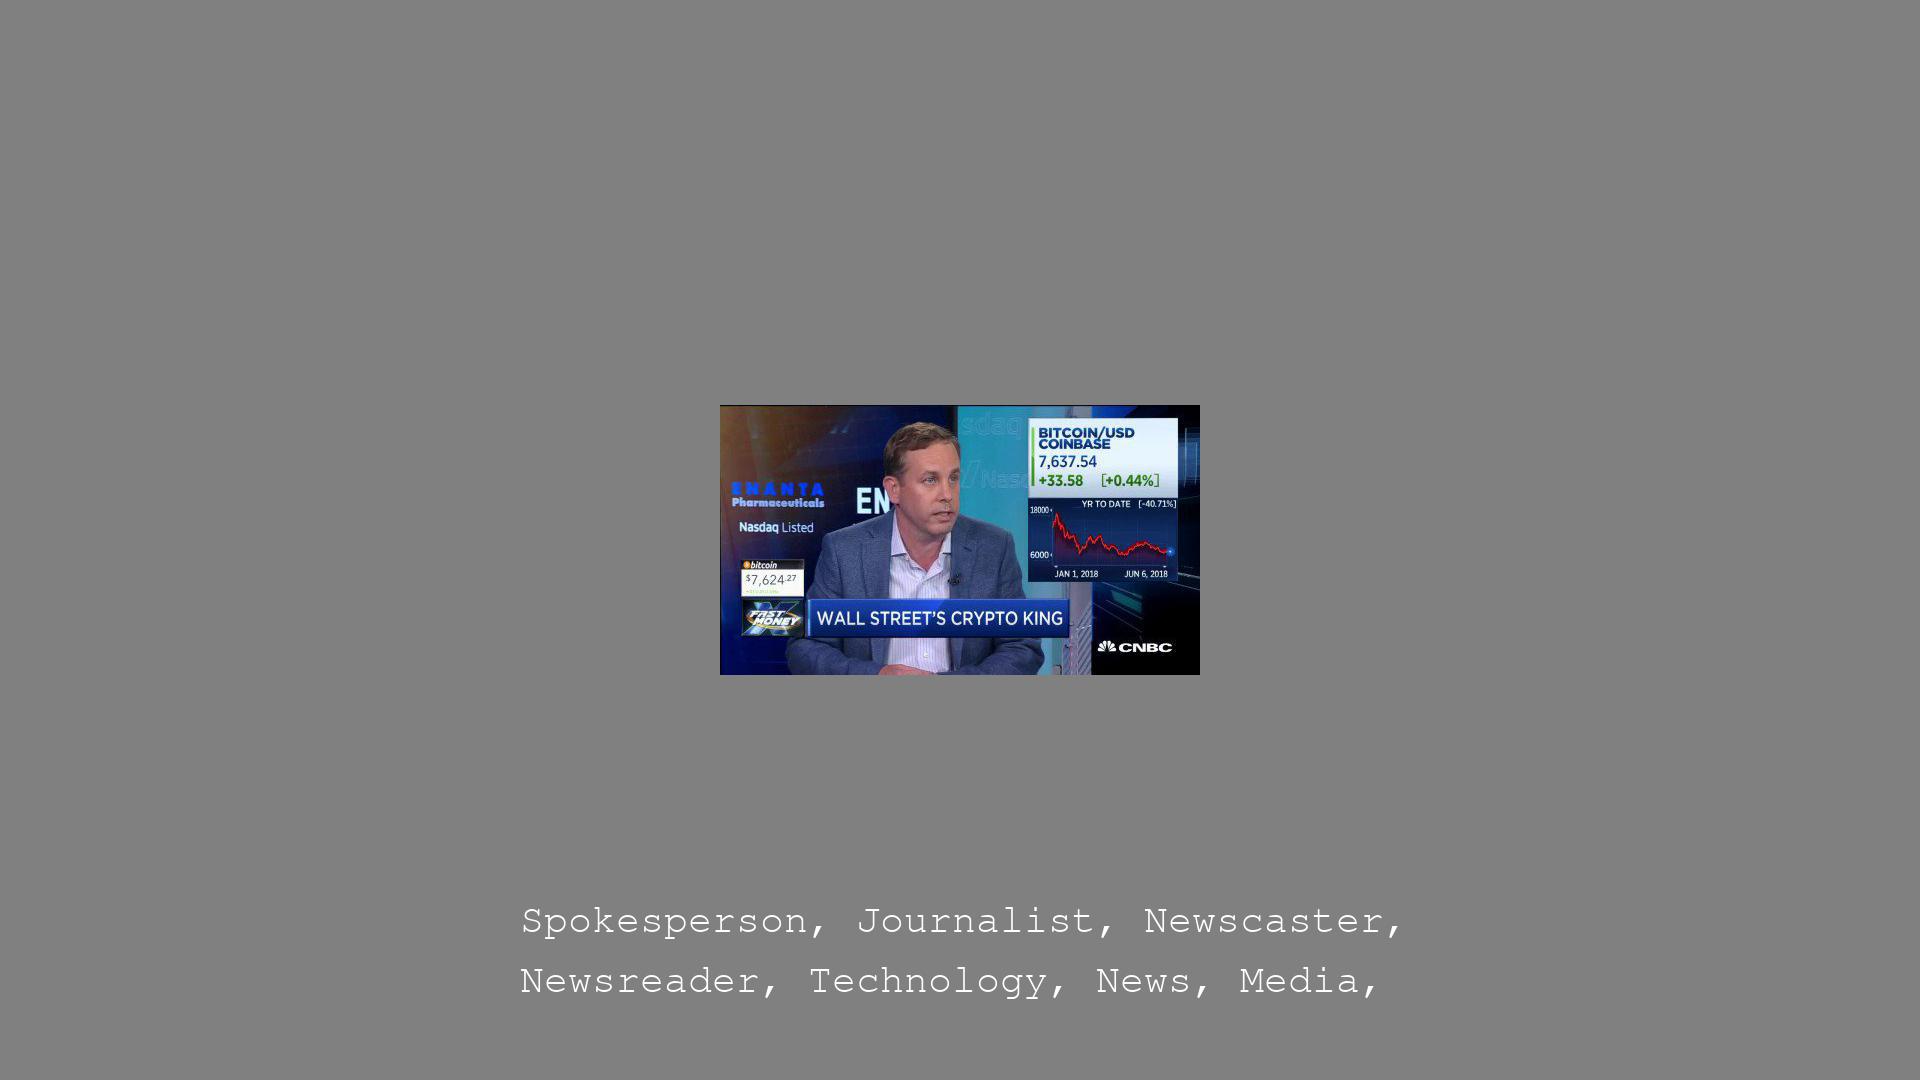 sdaq
Nasd
ENANTA
Pharmaceuticals
Nasdaq Listed
EN
BITCOIN/USD
COINBASE
7,637.54
+33.58 [+0.44%]
YR TO DATE [-40.71%]
18000
6000
JAN 1, 2018 JUN 6, 2018
bitcoin
$7,624.27
FAST MONEY
WALL STREET'S CRYPTO KING
CNBC
Spokesperson, Journalist, Newscaster,
Newsreader, Technology, News, Media,